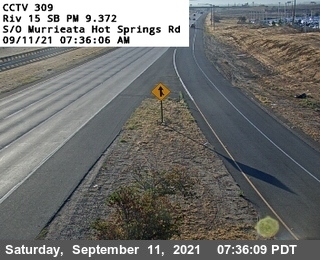 CCTV 309
Riv 15 SB PM 9.372
S/O Murrieata Hot Springs Rd
09/11/21 07:36:06 AM
Saturday, September 11, 2021 07:36:09 PDT